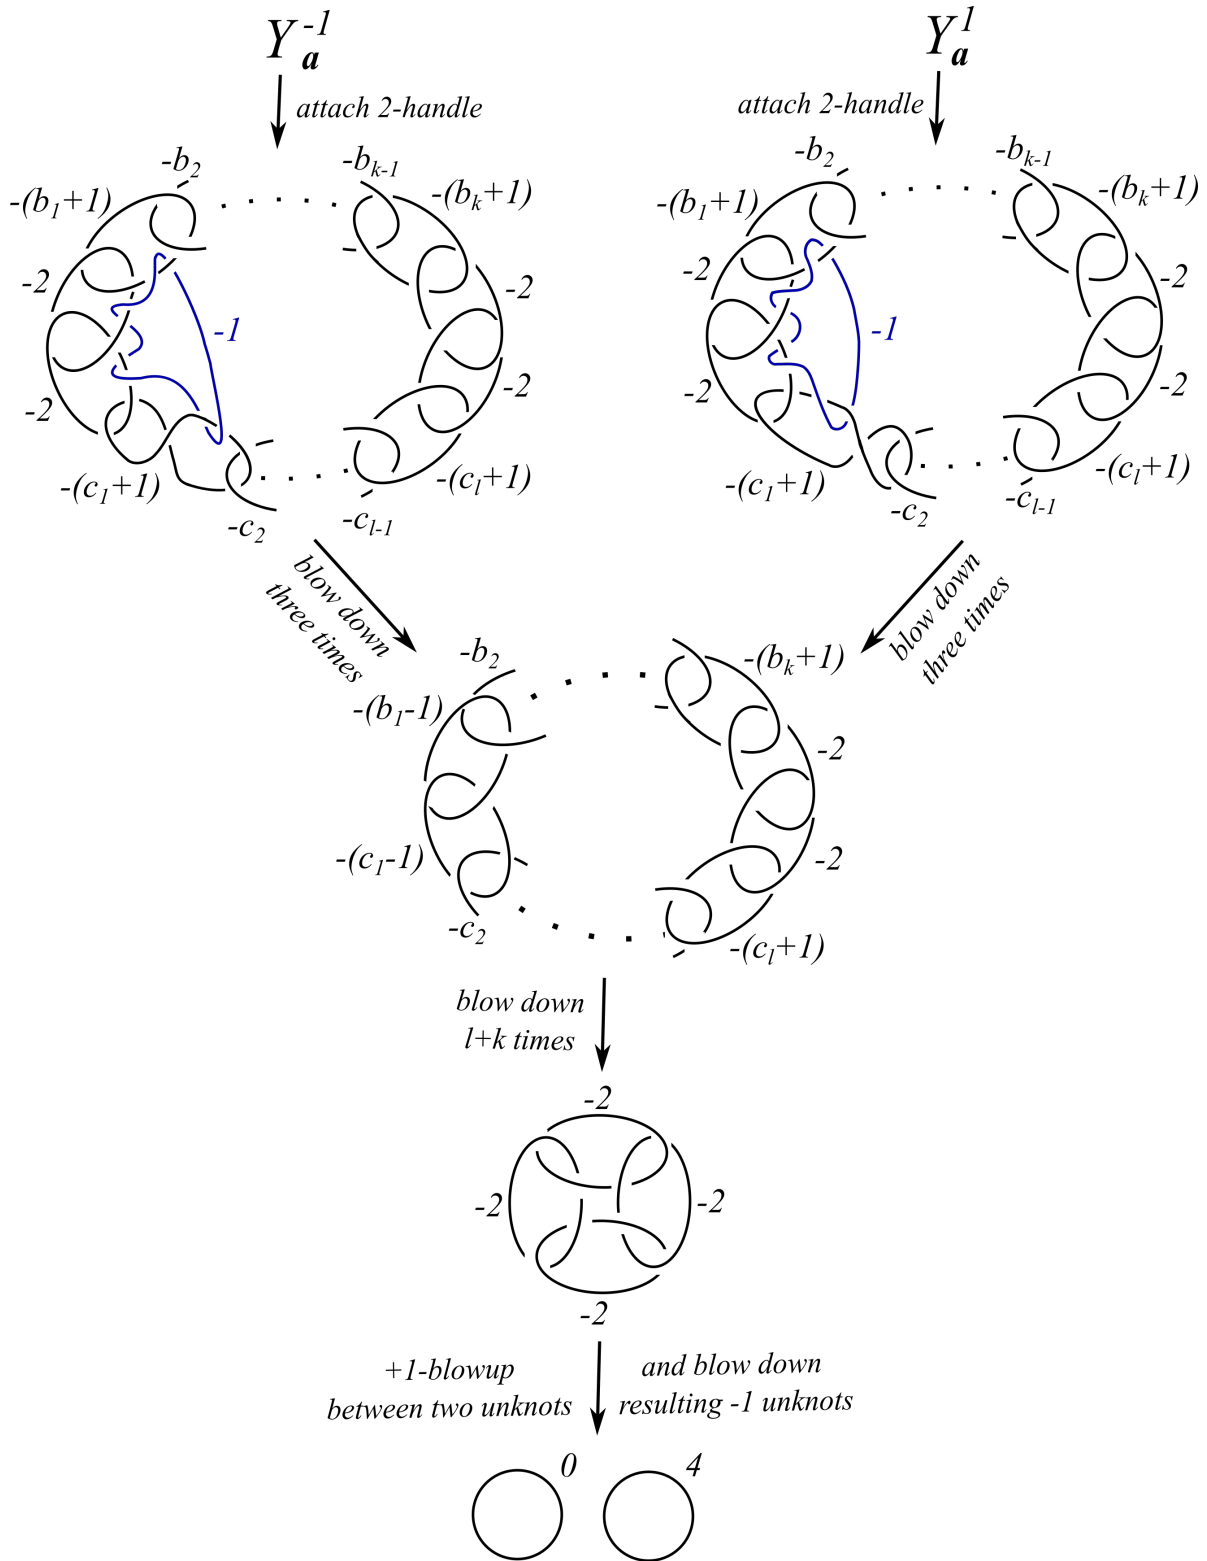 Y_a^{-1}
attach 2-handle
-b_2
-b_{k-1}
-(b_1+1)
-(b_k+1)
-2
-2
-1
-2
-2
-(c_1+1)
-(c_l+1)
-c_2
-c_{l-1}
Y_a^1
attach 2-handle
-b_2
-b_{k-1}
-(b_1+1)
-(b_k+1)
-2
-2
-1
-2
-2
-(c_1+1)
-(c_l+1)
-c_2
-c_{l-1}
blow down
three times
blow down
three times
-b_2
-(b_k+1)
-(b_1-1)
-2
-(c_1-1)
-2
-c_2
-(c_l+1)
blow down
l+k times
-2
-2
-2
-2
+1-blowup
between two unknots
and blow down
resulting -1 unknots
0
4